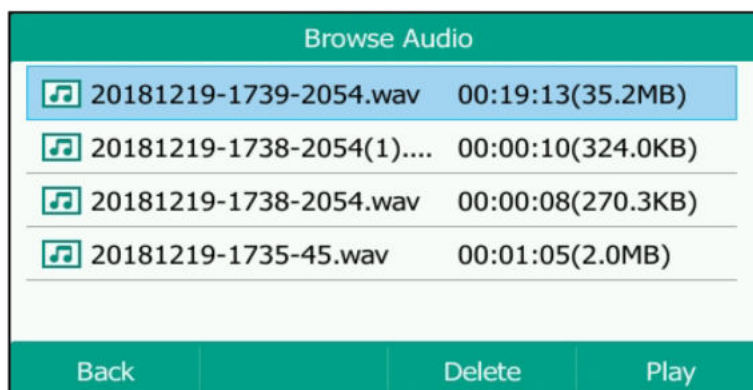 Browse Audio
20181219-1739-2054.wav 00:19:13(35.2MB)
20181219-1738-2054(1).... 00:00:10(324.0KB)
20181219-1738-2054.wav 00:00:08(270.3KB)
20181219-1735-45.wav 00:01:05(2.0MB)
Back Delete Play